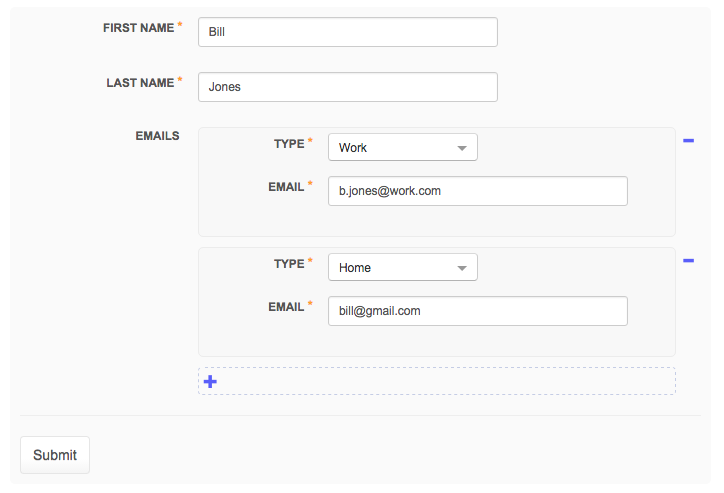 FIRST NAME *
Bill
LAST NAME *
Jones
EMAILS
TYPE *
Work
EMAIL *
b.jones@work.com
TYPE *
Home
EMAIL *
bill@gmail.com
Submit